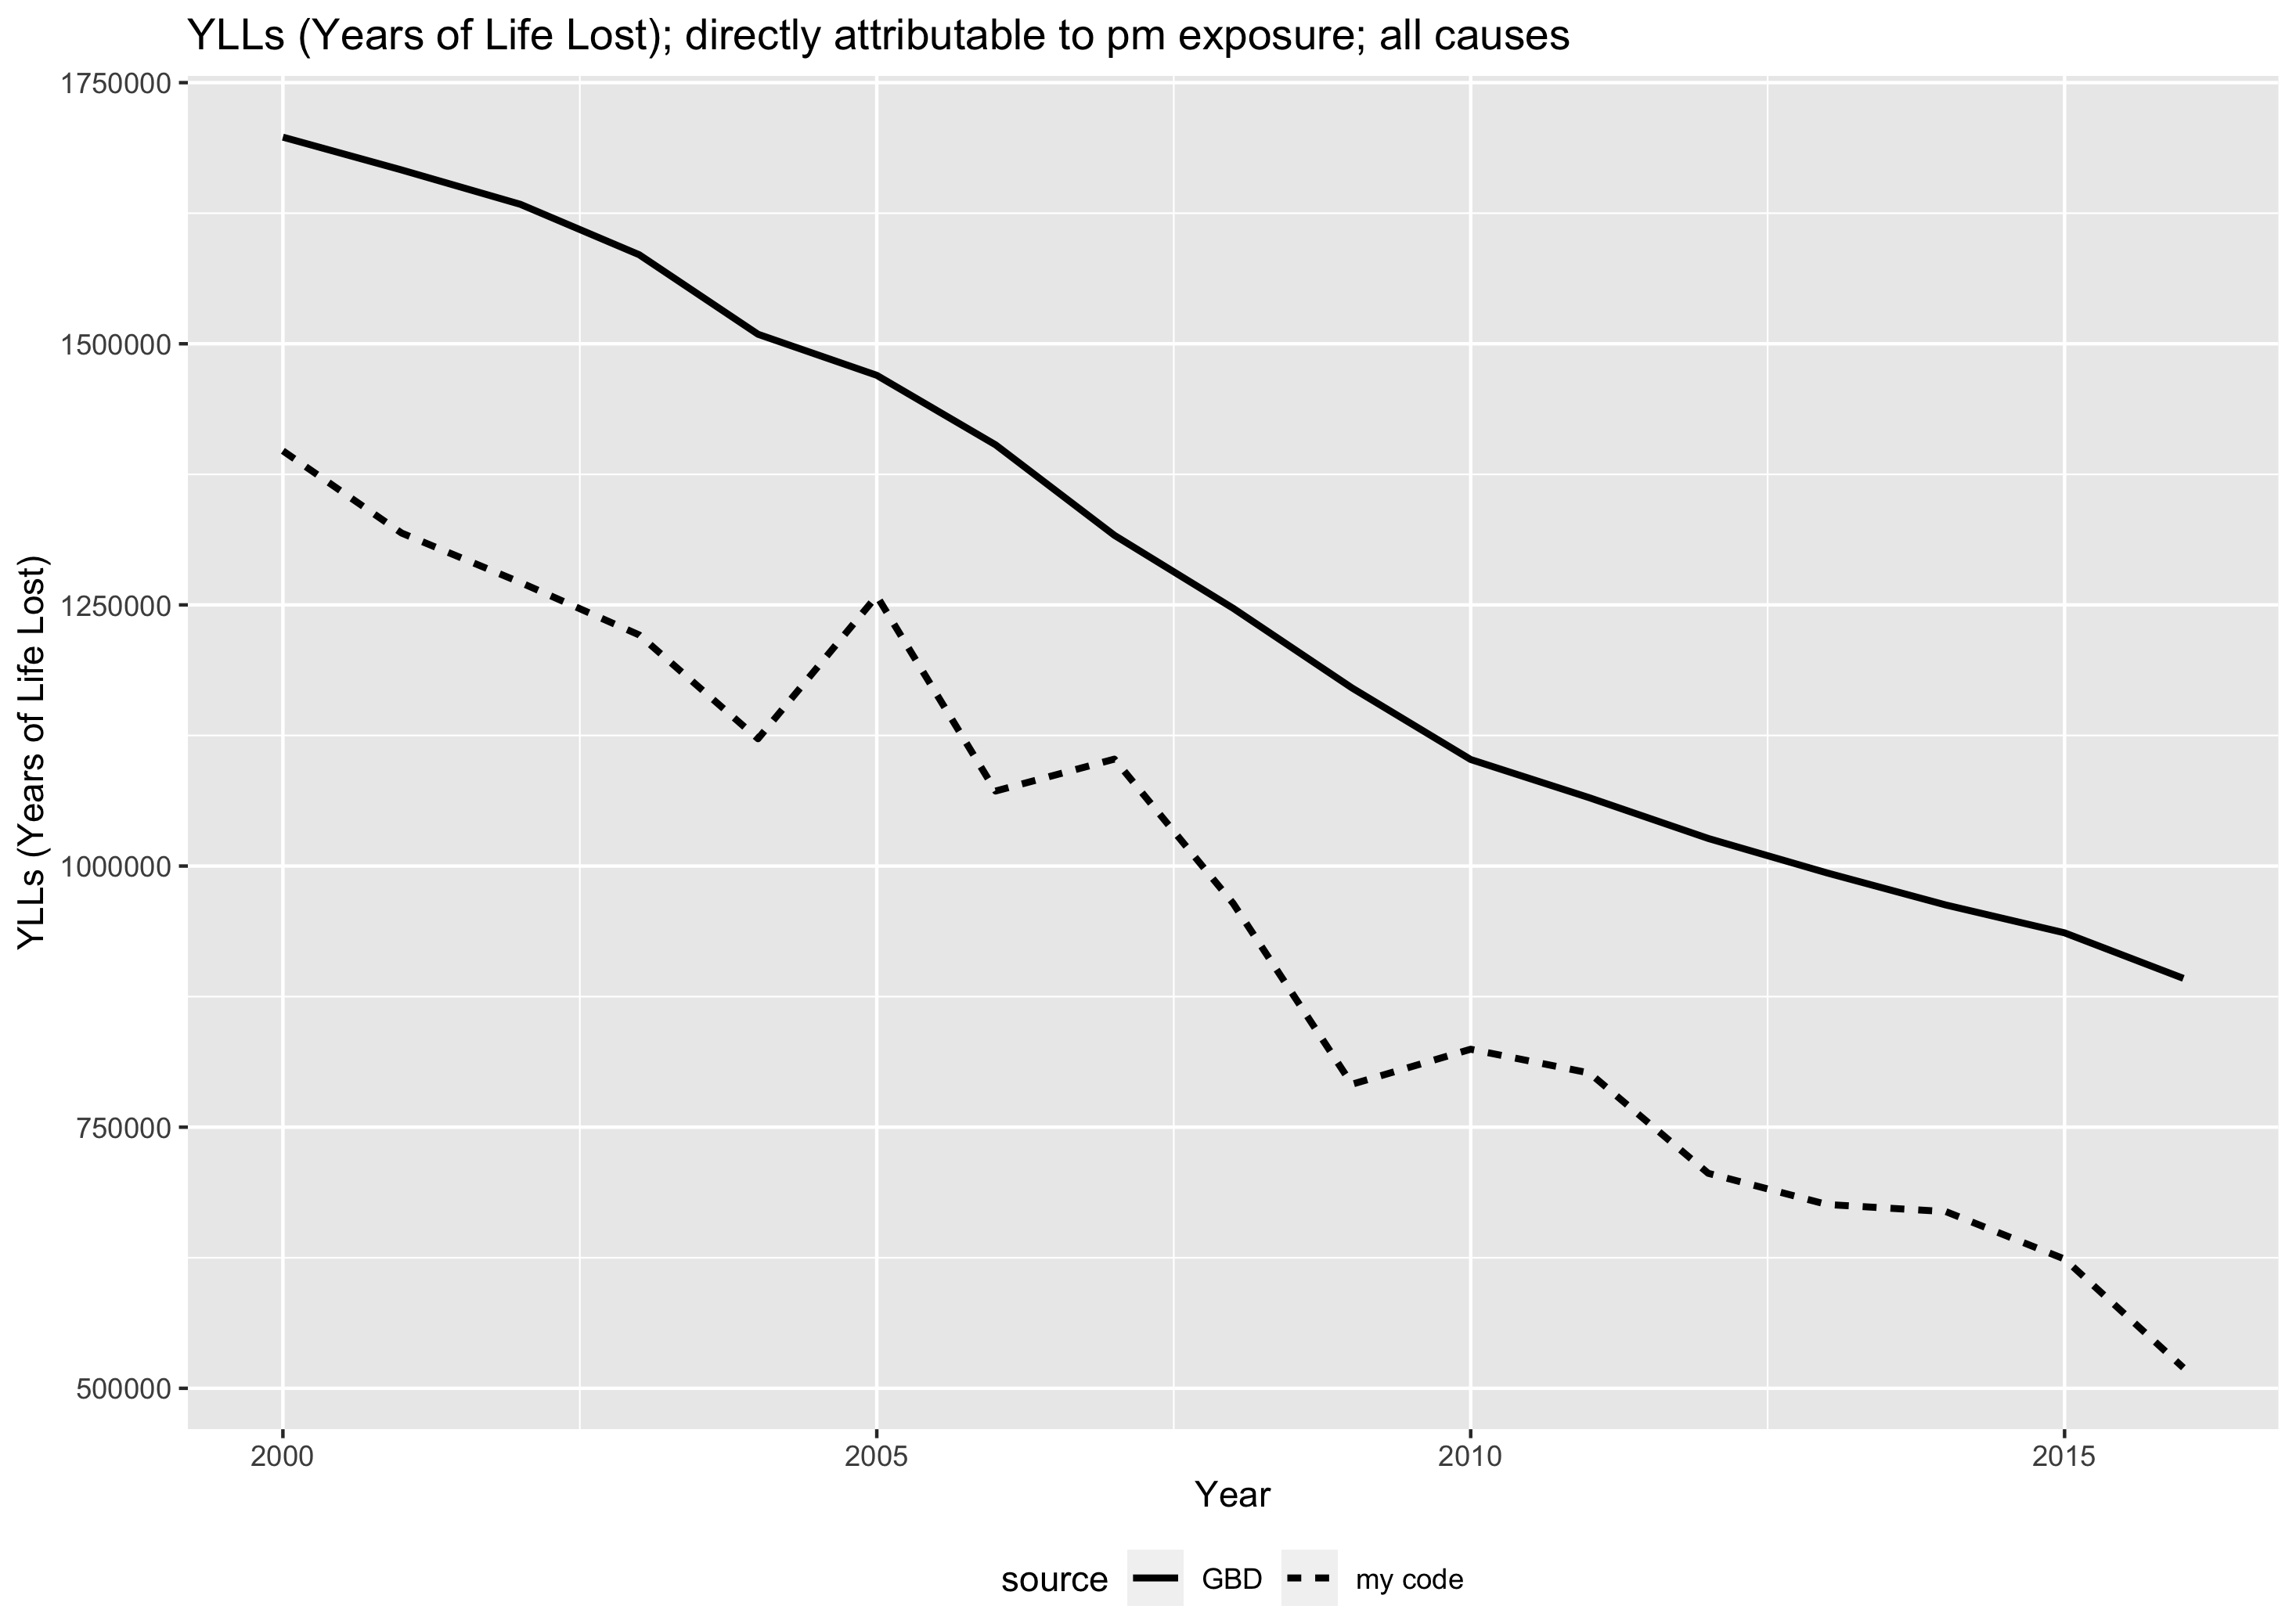 YLLs (Years of Life Lost); directly attributable to pm exposure; all causes
YLLs (Years of Life Lost)
1750000
1500000
1250000
1000000
750000
500000
2000
2005
2010
2015
Year
source GBD my code